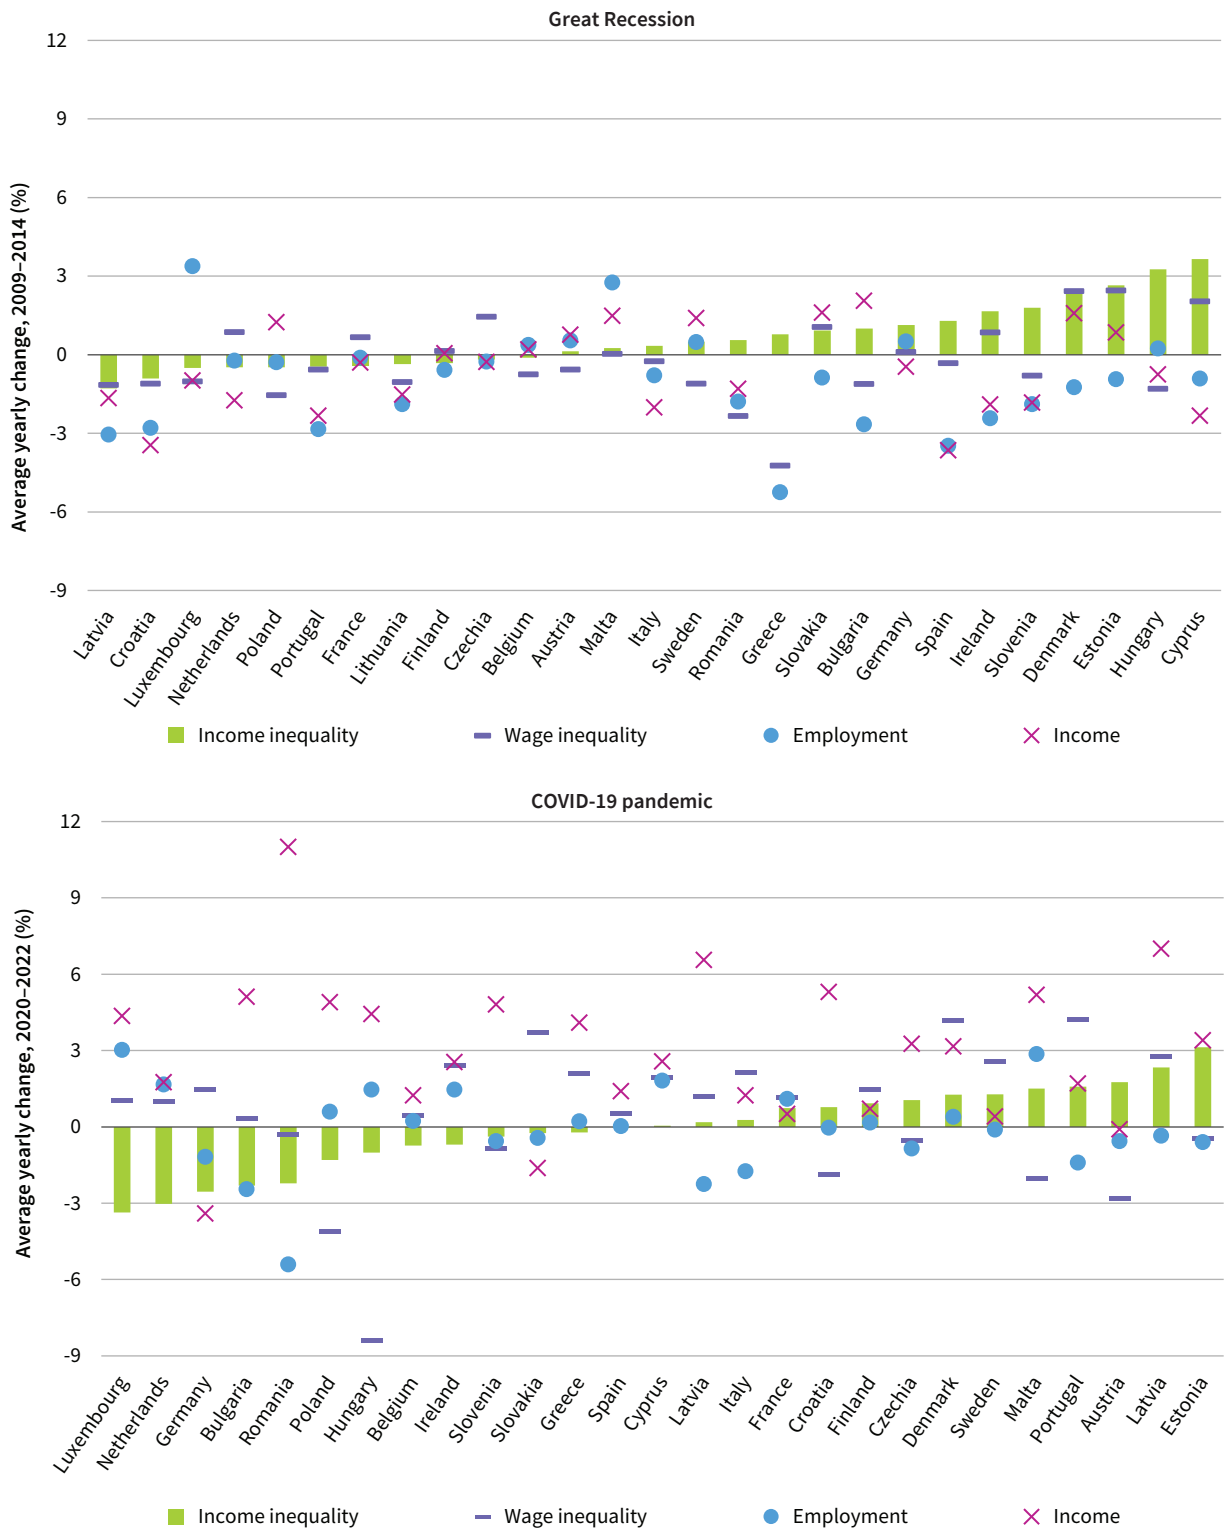 Great Recession
Average yearly change, 2009–2014 (%)
12
9
6
3
0
-3
-6
-9
Latvia
Croatia
Luxembourg
Netherlands
Poland
Portugal
France
Lithuania
Finland
Czechia
Belgium
Austria
Malta
Italy
Sweden
Romania
Greece
Slovakia
Bulgaria
Germany
Spain
Ireland
Slovenia
Denmark
Estonia
Hungary
Cyprus
Income inequality
Wage inequality
Employment
Income
COVID-19 pandemic
Average yearly change, 2020–2022 (%)
12
9
6
3
0
-3
-6
-9
Luxembourg
Netherlands
Germany
Bulgaria
Romania
Poland
Hungary
Belgium
Ireland
Slovenia
Slovakia
Greece
Spain
Cyprus
Latvia
Italy
France
Croatia
Finland
Czechia
Denmark
Sweden
Malta
Portugal
Austria
Latvia
Estonia
Income inequality
Wage inequality
Employment
Income